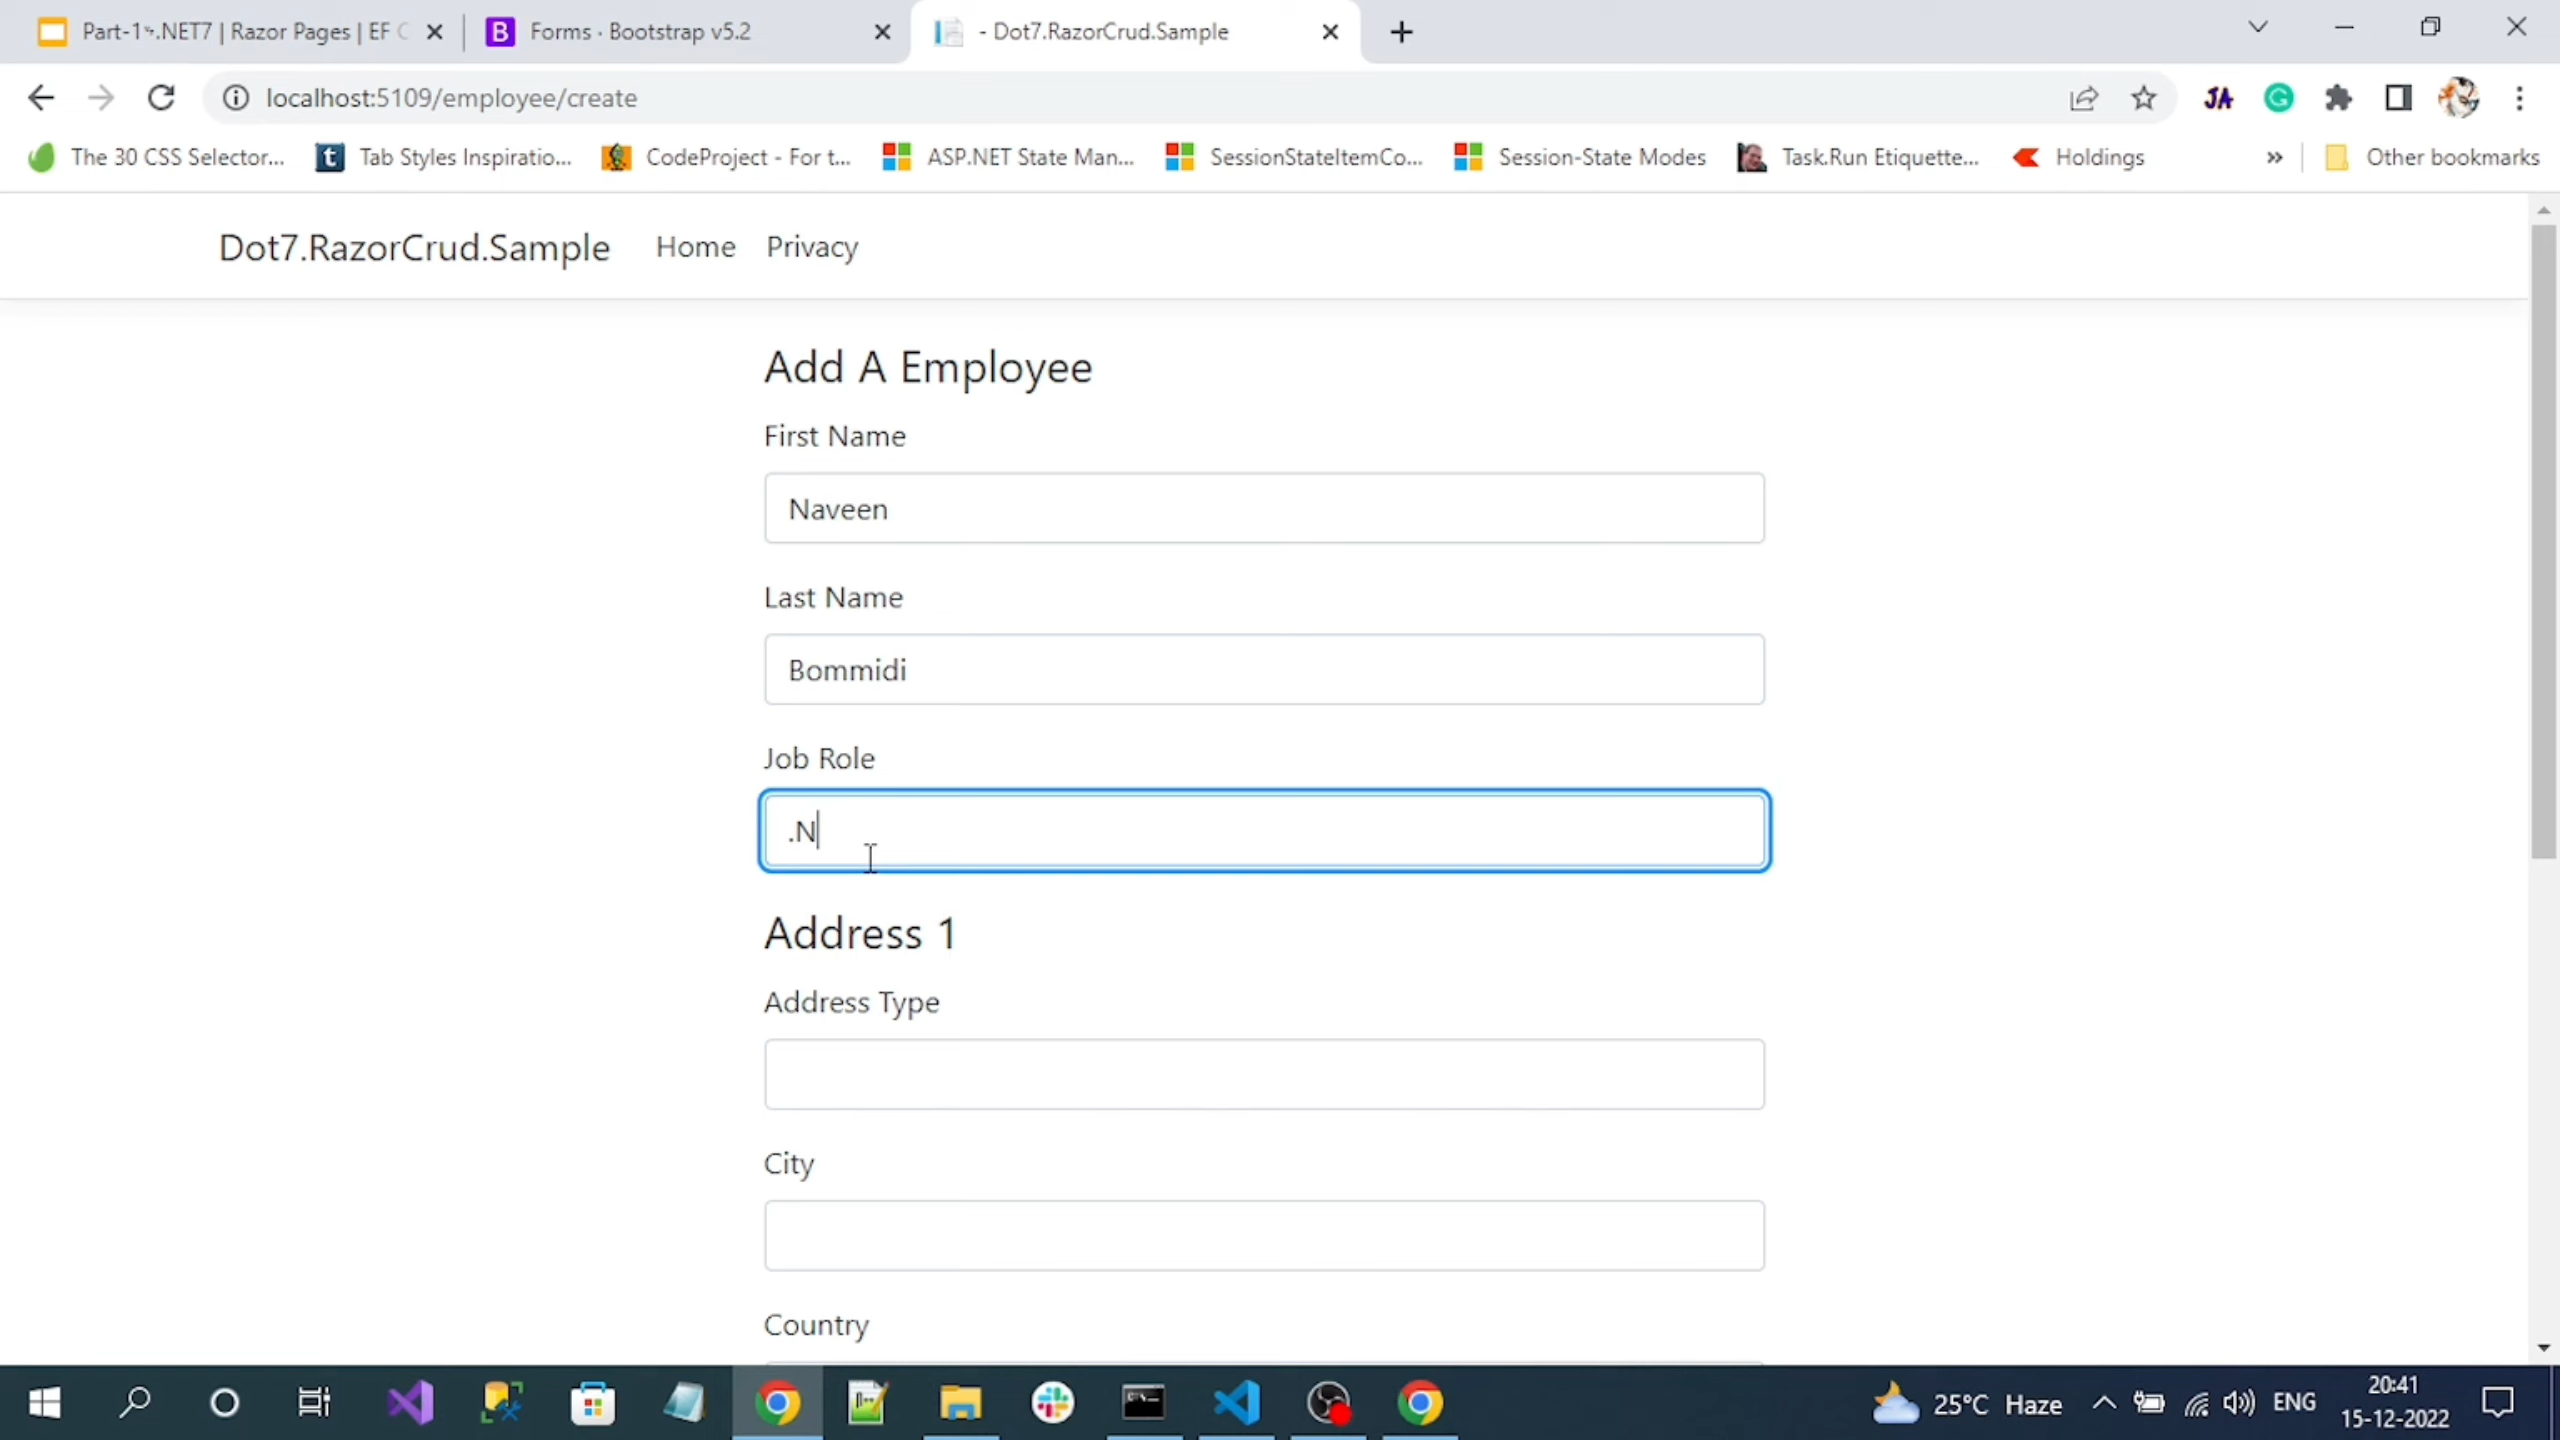 Part-1 .NET7 | Razor Pages | EF C
Forms · Bootstrap v5.2
- Dot7.RazorCrud.Sample
localhost:5109/employee/create
JA
The 30 CSS Selector...
Tab Styles Inspiratio...
CodeProject - For t...
ASP.NET State Man...
SessionStateItemCo...
Session-State Modes
Task.Run Etiquette...
Holdings
»
Other bookmarks
Dot7.RazorCrud.Sample
Home
Privacy
Add A Employee
First Name
Naveen
Last Name
Bommidi
Job Role
.N
Address 1
Address Type
City
Country
25°C Haze
ENG
20:41
15-12-2022